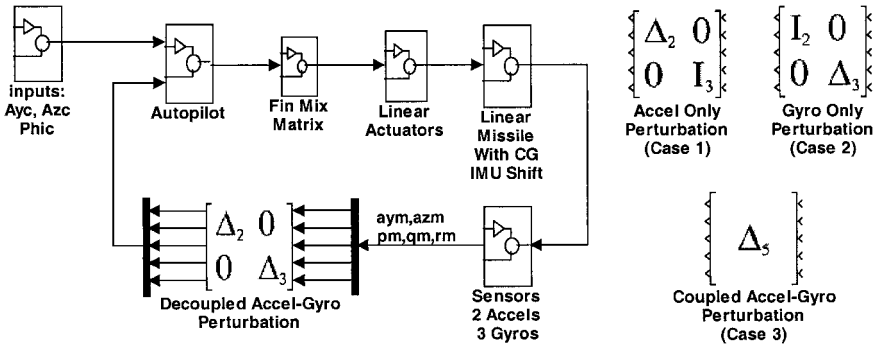 inputs:
Ayc, Azc
Phic
Autopilot
Fin Mix
Matrix
Linear
Actuators
Linear
Missile
With CG
IMU Shift
Δ₂ 0
0 I₃
Accel Only
Perturbation
(Case 1)
I₂ 0
0 Δ₃
Gyro Only
Perturbation
(Case 2)
Δ₂ 0
0 Δ₃
Decoupled Accel-Gyro
Perturbation
aym,azm
pm,qm,rm
Sensors
2 Accels
3 Gyros
Δ₅
Coupled Accel-Gyro
Perturbation
(Case 3)